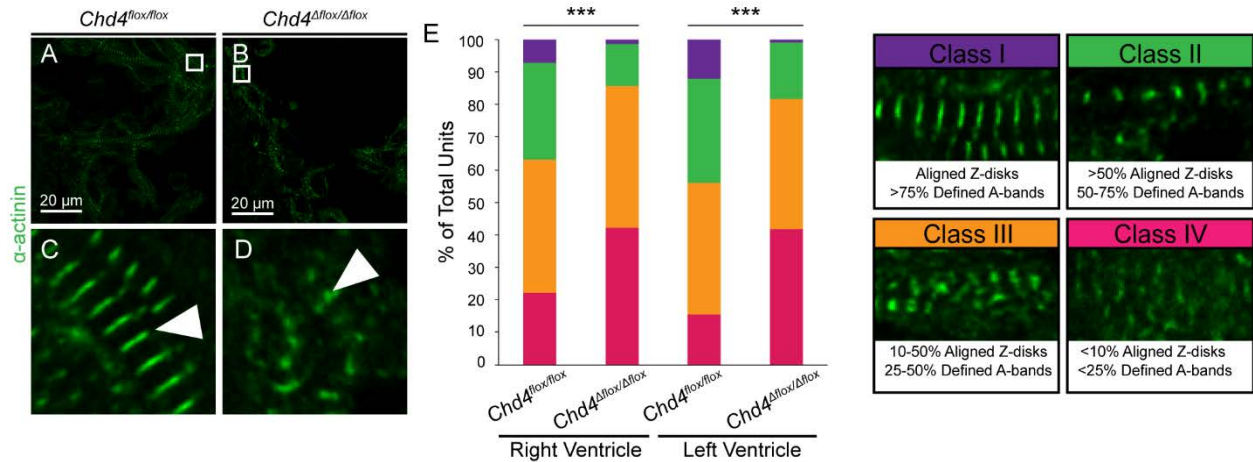 Chd4flox/flox
Chd4Δflox/Δflox
α-actinin
A
20 µm
B
20 µm
C
D
E
***
***
% of Total Units
100
90
80
70
60
50
40
30
20
10
0
Chd4flox/flox
Chd4Δflox/Δflox
Chd4flox/flox
Chd4Δflox/Δflox
Right Ventricle
Left Ventricle
Class I
Aligned Z-disks
>75% Defined A-bands
Class II
>50% Aligned Z-disks
50-75% Defined A-bands
Class III
10-50% Aligned Z-disks
25-50% Defined A-bands
Class IV
<10% Aligned Z-disks
<25% Defined A-bands